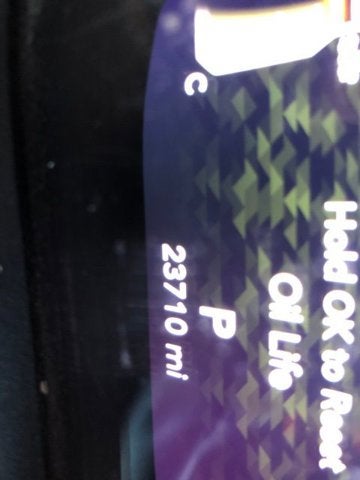 Hold OK to Reset
Oil Life
P
23710 mi
C